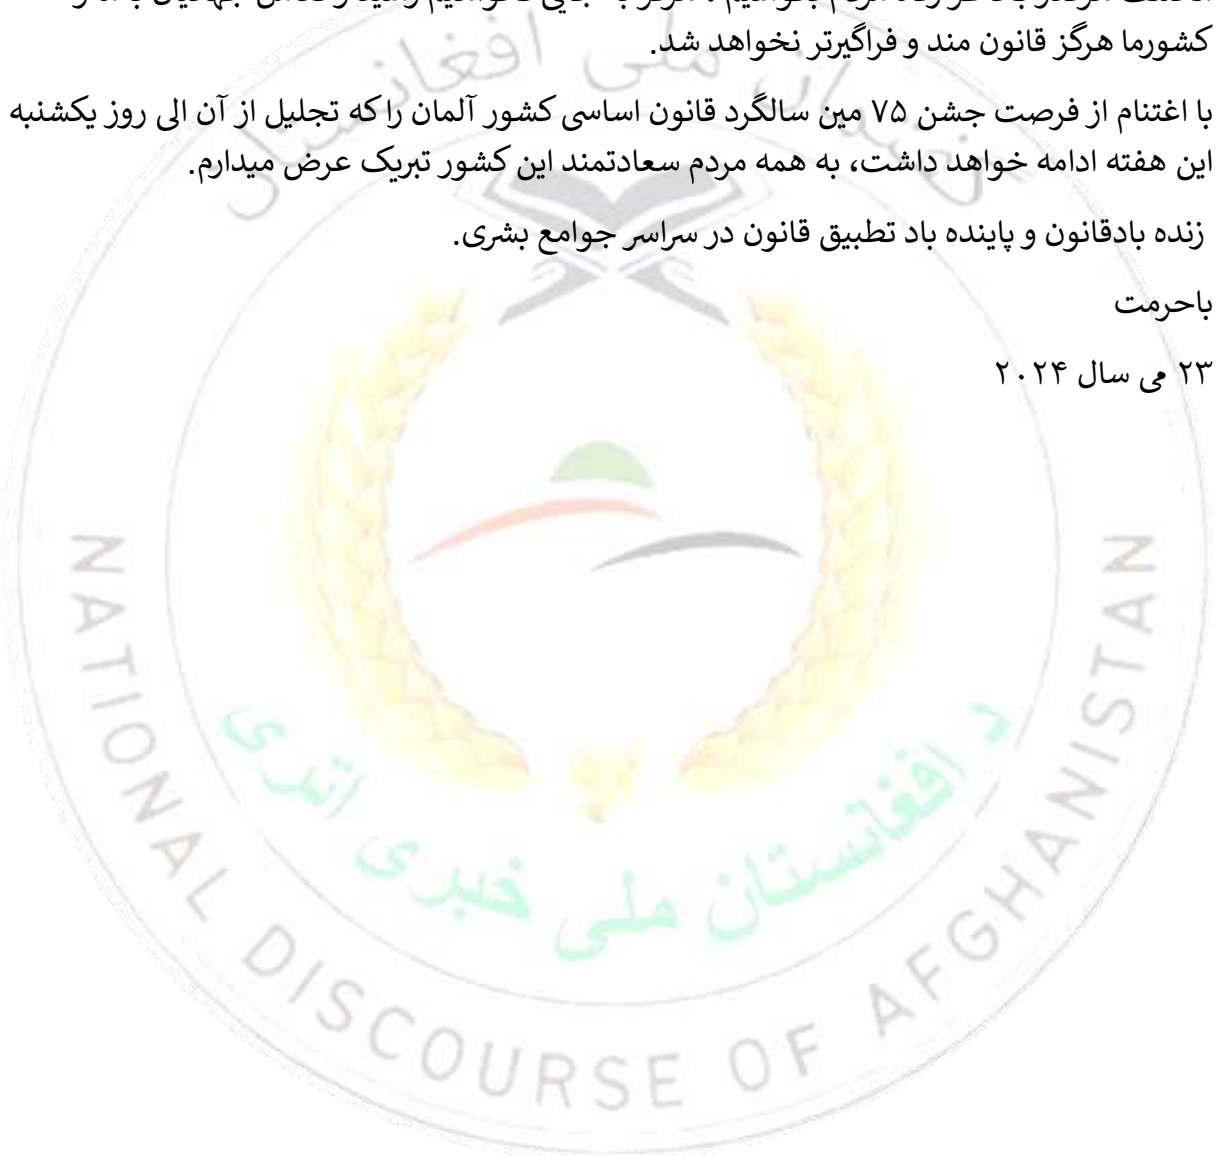 کشورما هرگز قانون مند و فراگیرتر نخواهد شد.
با اغتنام از فرصت جشن ۷۵ مین سالگرد قانون اساسی کشور آلمان را که تجلیل از آن الی روز یکشنبه
این هفته ادامه خواهد داشت، به همه مردم سعادتمند این کشور تبریک عرض میدارم.
زنده بادقانون و پاینده باد تطبیق قانون در سراسر جوامع بشری.
باحرمت
۲۳ می سال ۲۰۲۴
د افغانستان ملی خبری اتری
NATIONAL DISCOURSE OF AFGHANISTAN